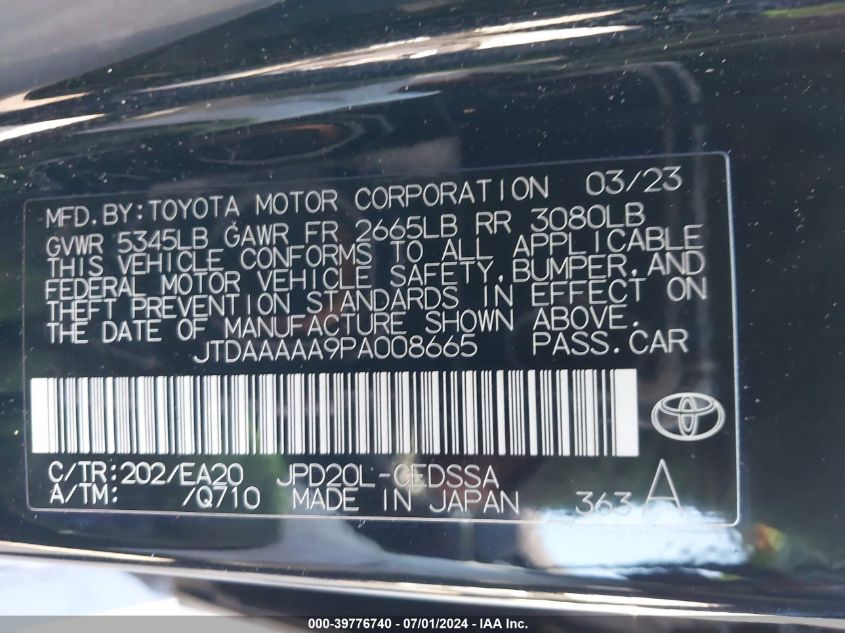 MFD.BY:TOYOTA MOTOR CORPORATION 03/23
GVWR 5345LB GAWR FR 2665LB RR 3080LB
THIS VEHICLE CONFORMS TO ALL APPLICABLE
FEDERAL MOTOR VEHICLE SAFETY,BUMPER,AND
THEFT PREVENTION STANDARDS IN EFFECT ON
THE DATE OF MANUFACTURE SHOWN ABOVE.
JTDAAAAA9PA008665 PASS.CAR
C/TR:202/EA20 JPD20L-CEDSSA
A/TM: /Q710 MADE IN JAPAN 363 A
000-39776740 - 07/01/2024 - IAA Inc.